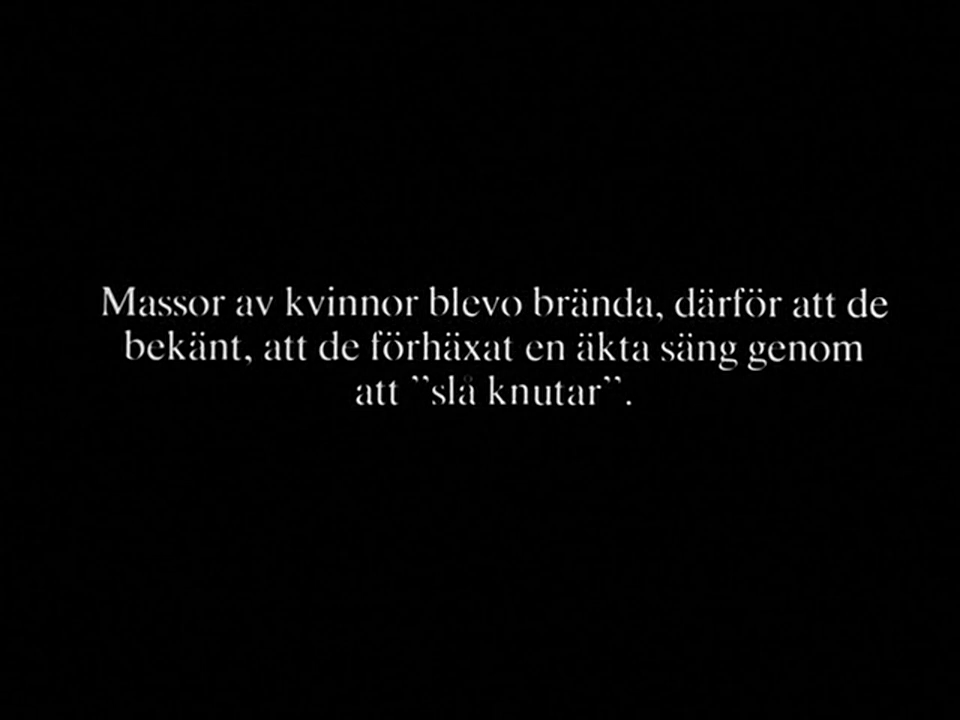 Massor av kvinnor blevo brända, därför att de
bekänt, att de förhäxat en äkta säng genom
att ”slå knutar”.